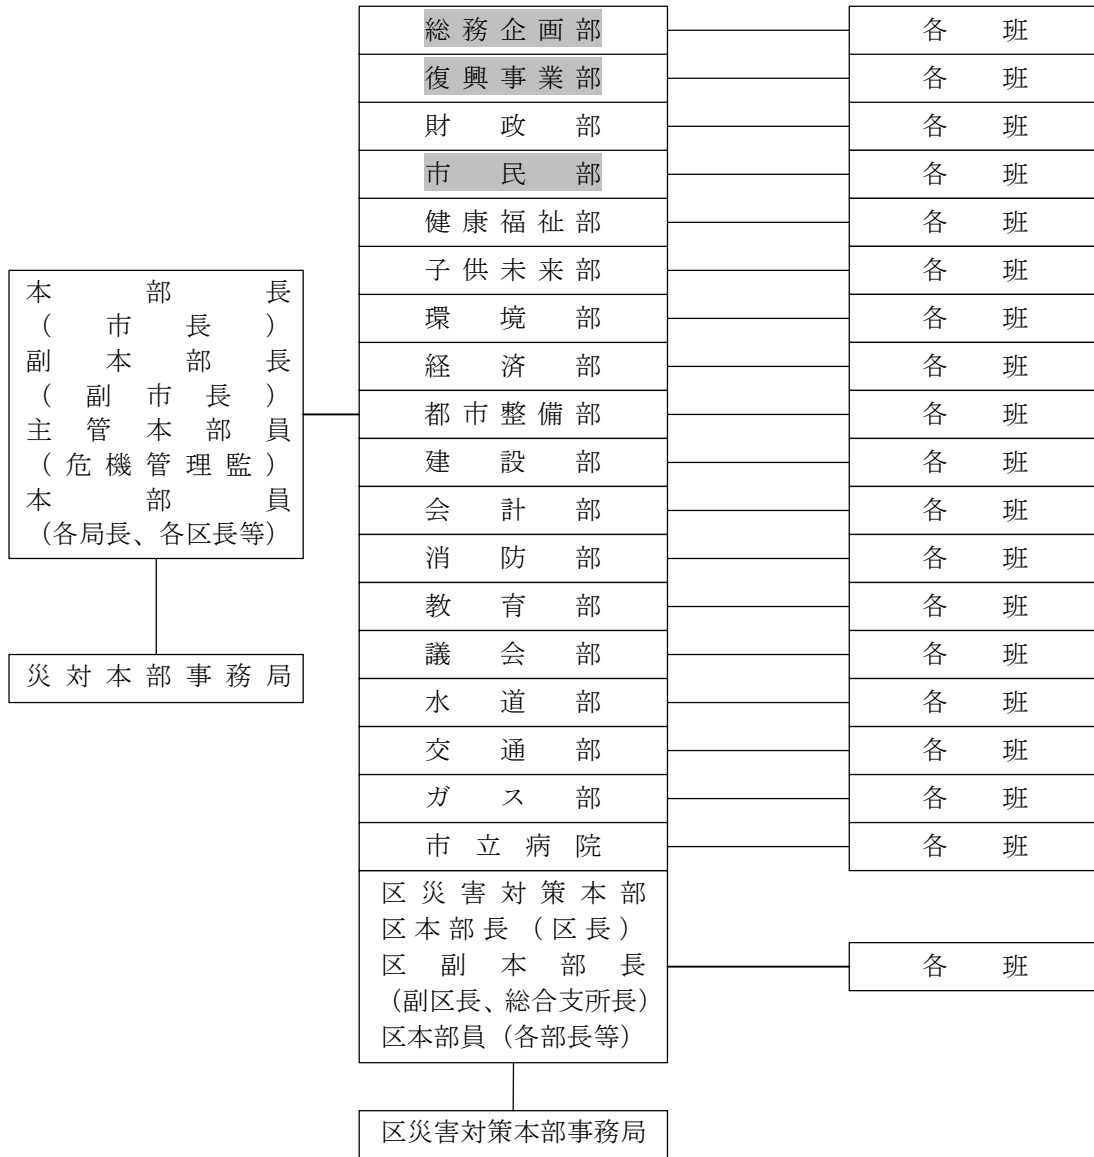 本部長
（市長）
副本部長
（副市長）
主管本部員
（危機管理監）
本部員
（各局長、各区長等）
災対本部事務局
総務企画部 各班
復興事業部 各班
財政部 各班
市民部 各班
健康福祉部 各班
子供未来部 各班
環境部 各班
経済部 各班
都市整備部 各班
建設部 各班
会計部 各班
消防部 各班
教育部 各班
議会部 各班
水道部 各班
交通部 各班
ガス部 各班
市立病院 各班
区災害対策本部
区本部長（区長）
区副本部長
（副区長、総合支所長）
区本部員（各部長等）
各班
区災害対策本部事務局